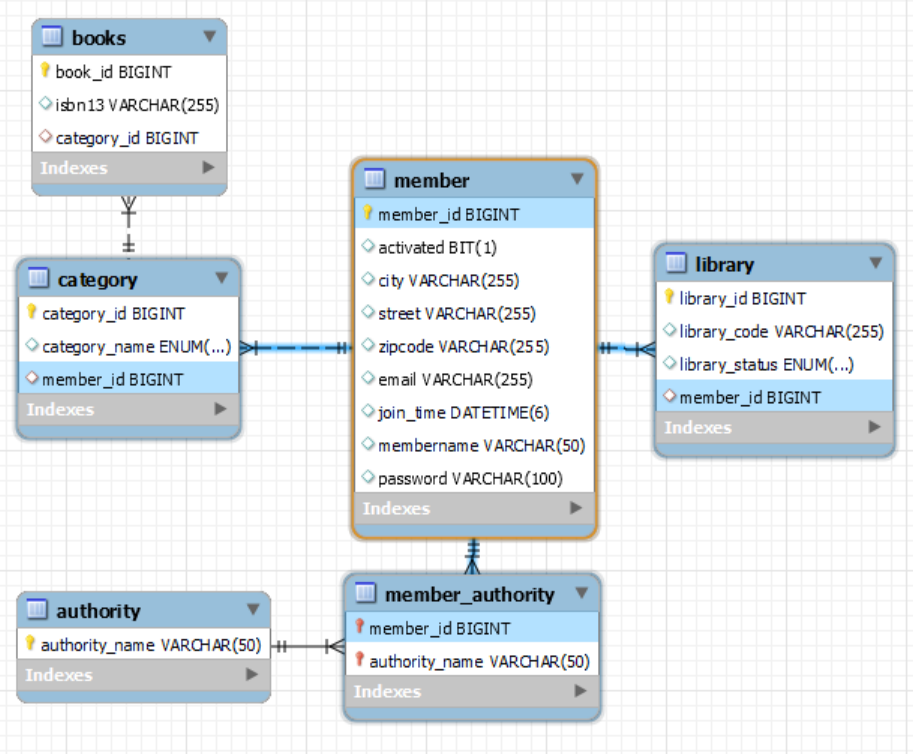 books
book_id BIGINT
isbn13 VARCHAR(255)
category_id BIGINT
Indexes
category
category_id BIGINT
category_name ENUM(...)
member_id BIGINT
Indexes
member
member_id BIGINT
activated BIT(1)
city VARCHAR(255)
street VARCHAR(255)
zipcode VARCHAR(255)
email VARCHAR(255)
join_time DATETIME(6)
membername VARCHAR(50)
password VARCHAR(100)
Indexes
library
library_id BIGINT
library_code VARCHAR(255)
library_status ENUM(...)
member_id BIGINT
Indexes
authority
authority_name VARCHAR(50)
Indexes
member_authority
member_id BIGINT
authority_name VARCHAR(50)
Indexes